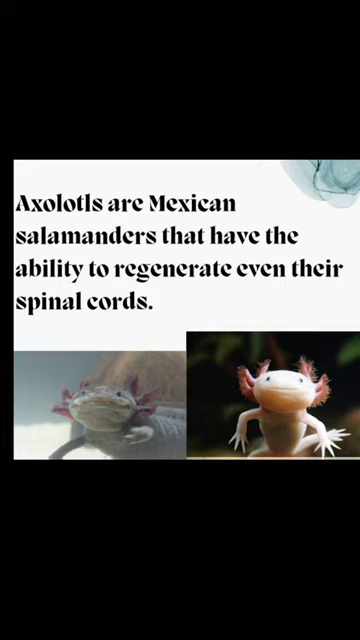 Axolotls are Mexican
salamanders that have the
ability to regenerate even their
spinal cords.